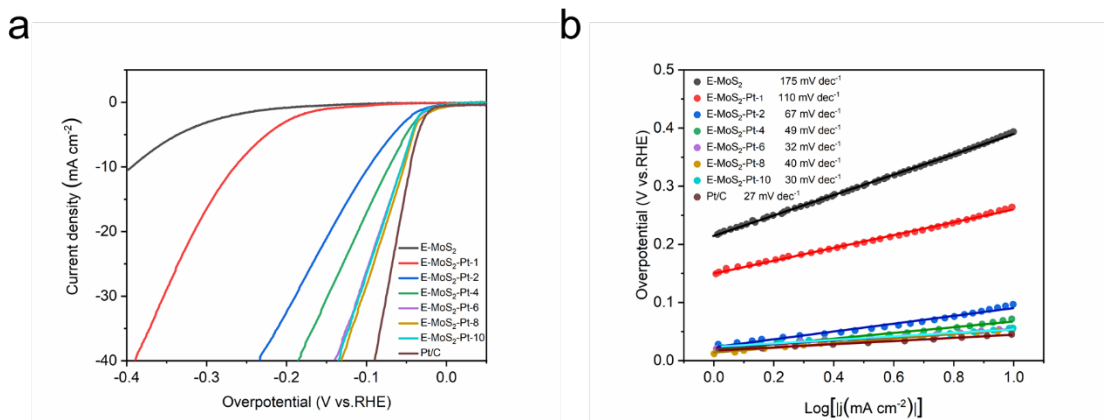 a
0
-10
-20
-30
-40
-0.4
-0.3
-0.2
-0.1
0.0
Current density (mA cm⁻²)
Overpotential (V vs.RHE)
E-MoS₂
E-MoS₂-Pt-1
E-MoS₂-Pt-2
E-MoS₂-Pt-4
E-MoS₂-Pt-6
E-MoS₂-Pt-8
E-MoS₂-Pt-10
Pt/C
b
0.5
0.4
0.3
0.2
0.1
0.0
0.0
0.2
0.4
0.6
0.8
1.0
Overpotential (V vs.RHE)
Log[|j(mA cm⁻²)|]
E-MoS₂ 175 mV dec⁻¹
E-MoS₂-Pt-1 110 mV dec⁻¹
E-MoS₂-Pt-2 67 mV dec⁻¹
E-MoS₂-Pt-4 49 mV dec⁻¹
E-MoS₂-Pt-6 32 mV dec⁻¹
E-MoS₂-Pt-8 40 mV dec⁻¹
E-MoS₂-Pt-10 30 mV dec⁻¹
Pt/C 27 mV dec⁻¹